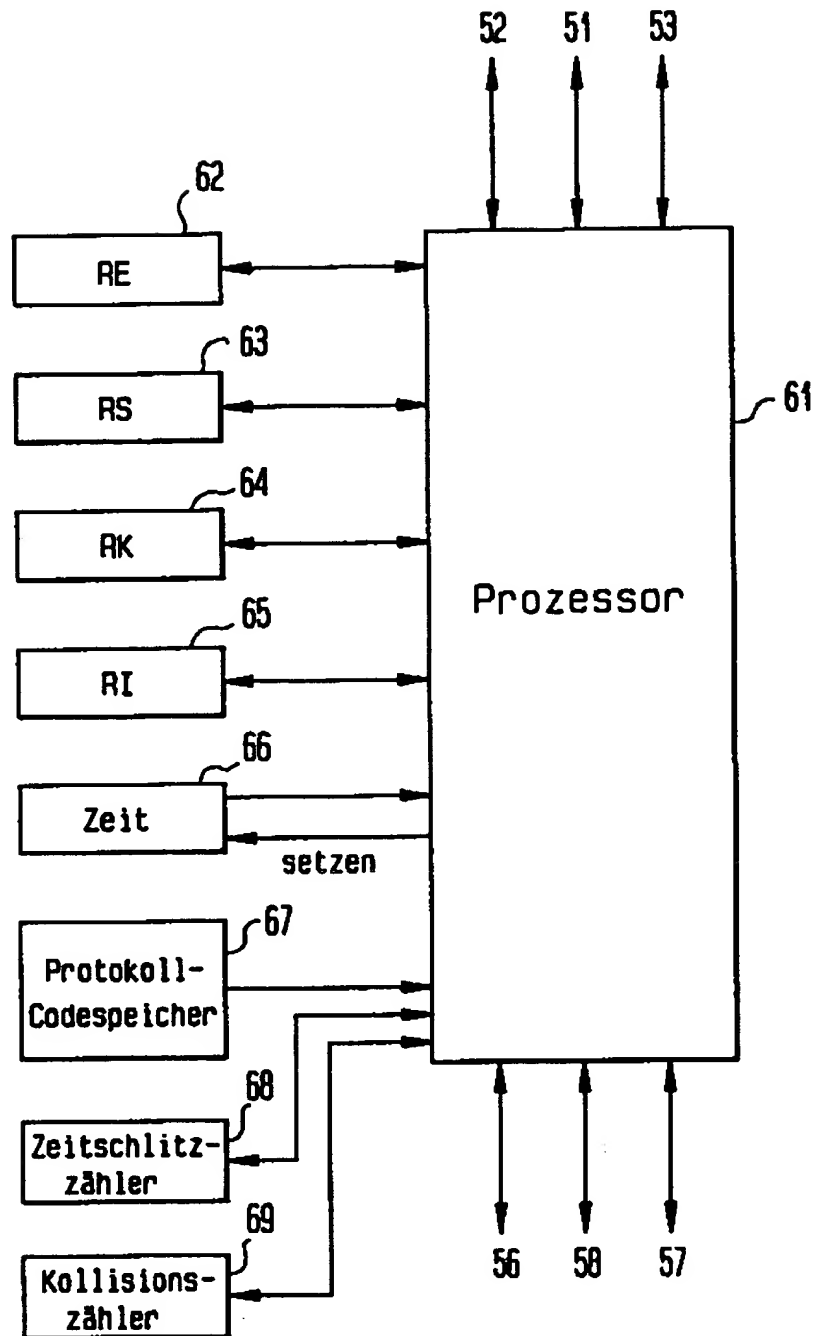 52 51 53
62
RE
63
RS
61
64
RK
Prozessor
65
RI
66
Zeit
setzen
67
Protokoll-
Codespeicher
68
Zeitschlitz-
zähler
69
56 58 57
Kollisions-
zähler